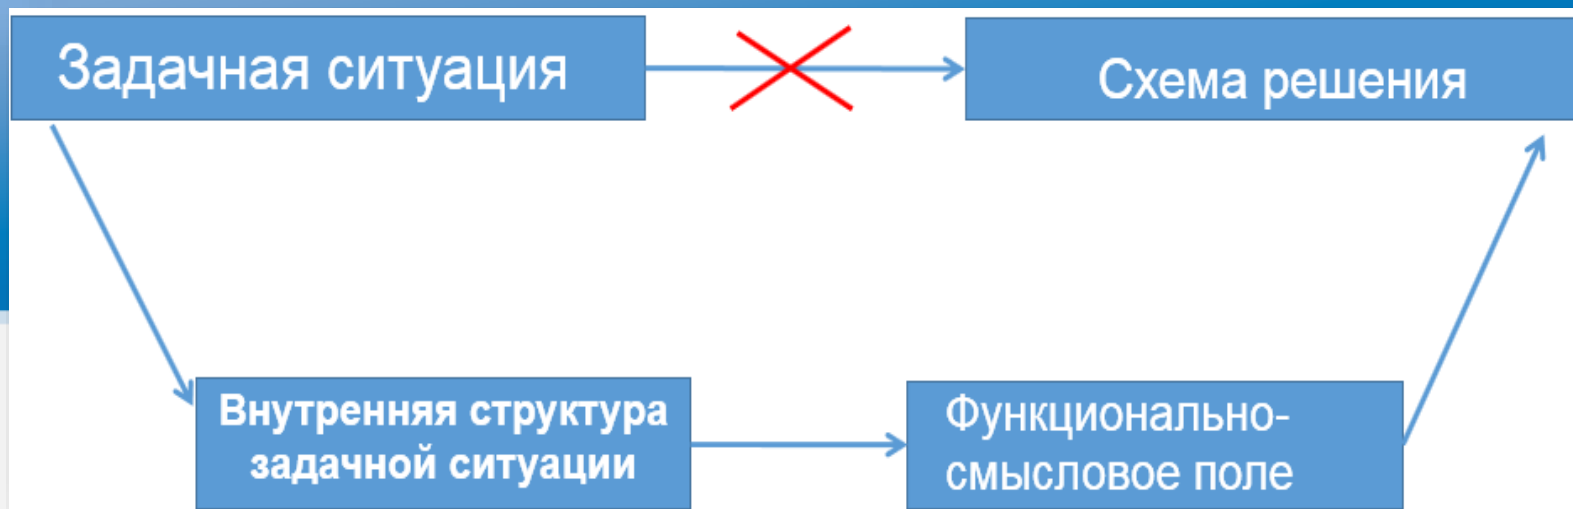 Задачная ситуация
Схема решения
Внутренняя структура
задачной ситуации
Функционально-
смысловое поле